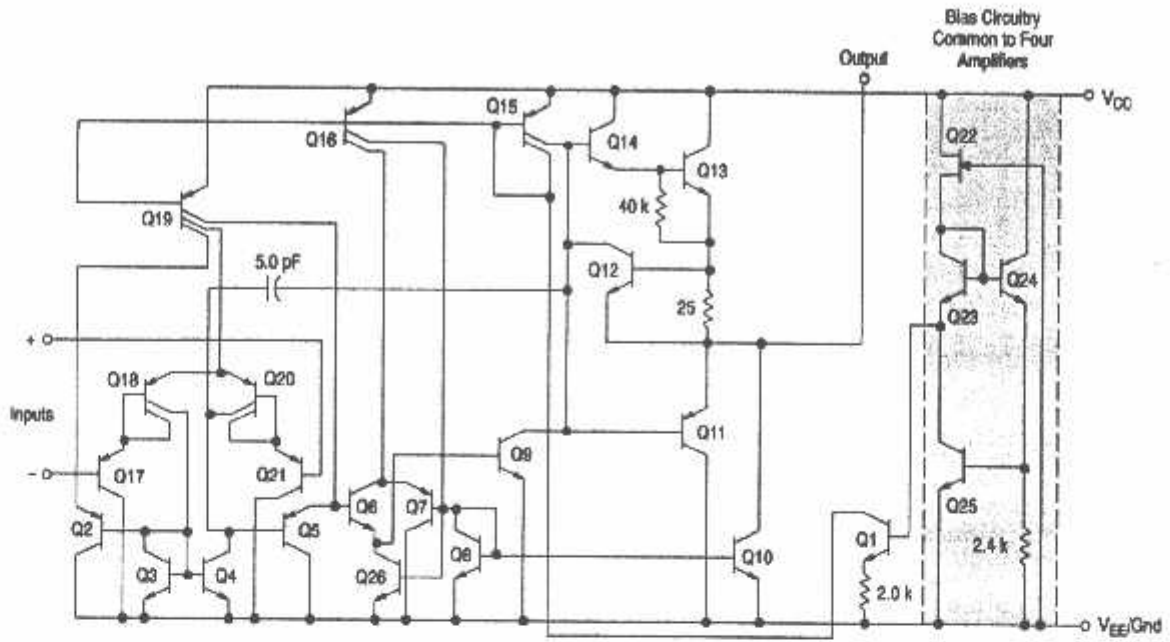 Bias Circuitry
Common to Four
Amplifiers
Output
VCC
Q15
Q22
Q16
Q14
Q13
Q19
40 k
Q12
5.0 pF
Q24
25
Q23
+
Q18
Q20
Inputs
Q11
Q9
–
Q17
Q21
Q25
Q6
Q7
Q2
Q5
Q1
Q8
Q10
2.4 k
Q3
Q4
Q26
2.0 k
VEE/Gnd